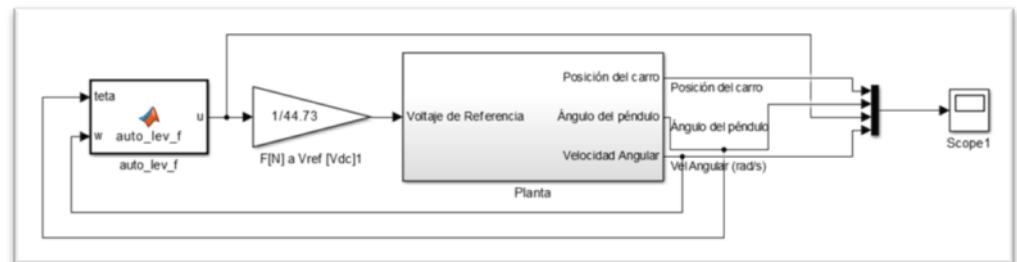 teta
w
auto_lev_f
u
auto_lev_f
1/44.73
F[N] a Vref [Vdc]1
Voltaje de Referencia
Posición del carro
Ángulo del péndulo
Velocidad Angular
Planta
Posición del carro
Ángulo del péndulo
Vel Angular (rad/s)
Scope1